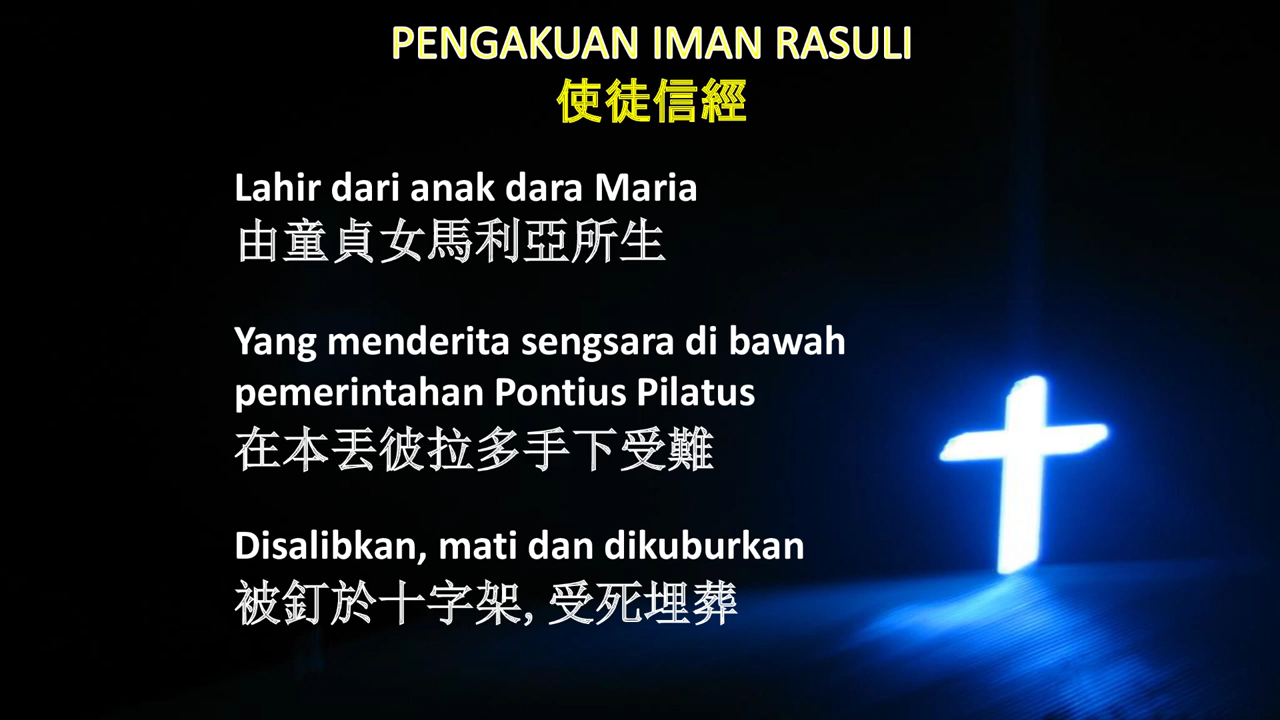 PENGAKUAN IMAN RASULI
使徒信經
Lahir dari anak dara Maria
由童貞女馬利亞所生
Yang menderita sengsara di bawah
pemerintahan Pontius Pilatus
在本丟彼拉多手下受難
Disalibkan, mati dan dikuburkan
被釘於十字架, 受死埋葬